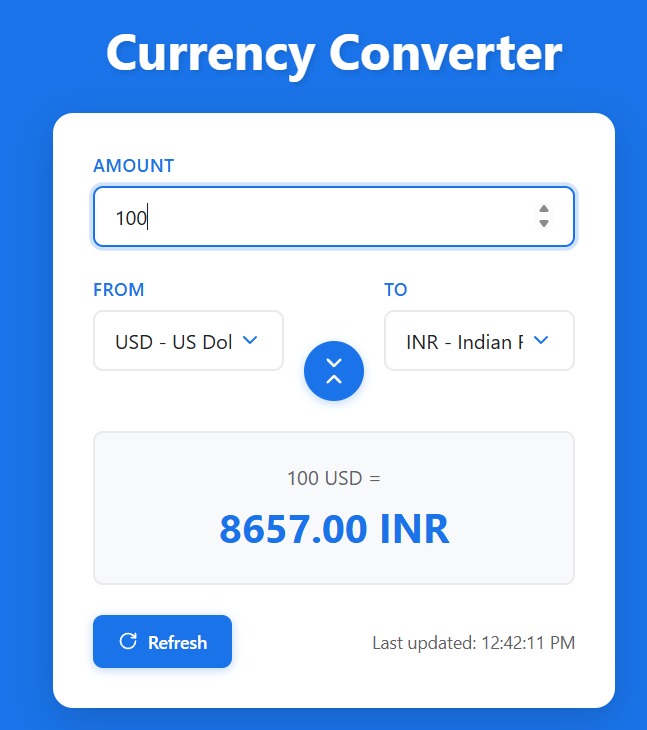 Currency Converter
AMOUNT
100
FROM
TO
USD - US Dol
INR - Indian
100 USD =
8657.00 INR
Refresh
Last updated: 12:42:11 PM